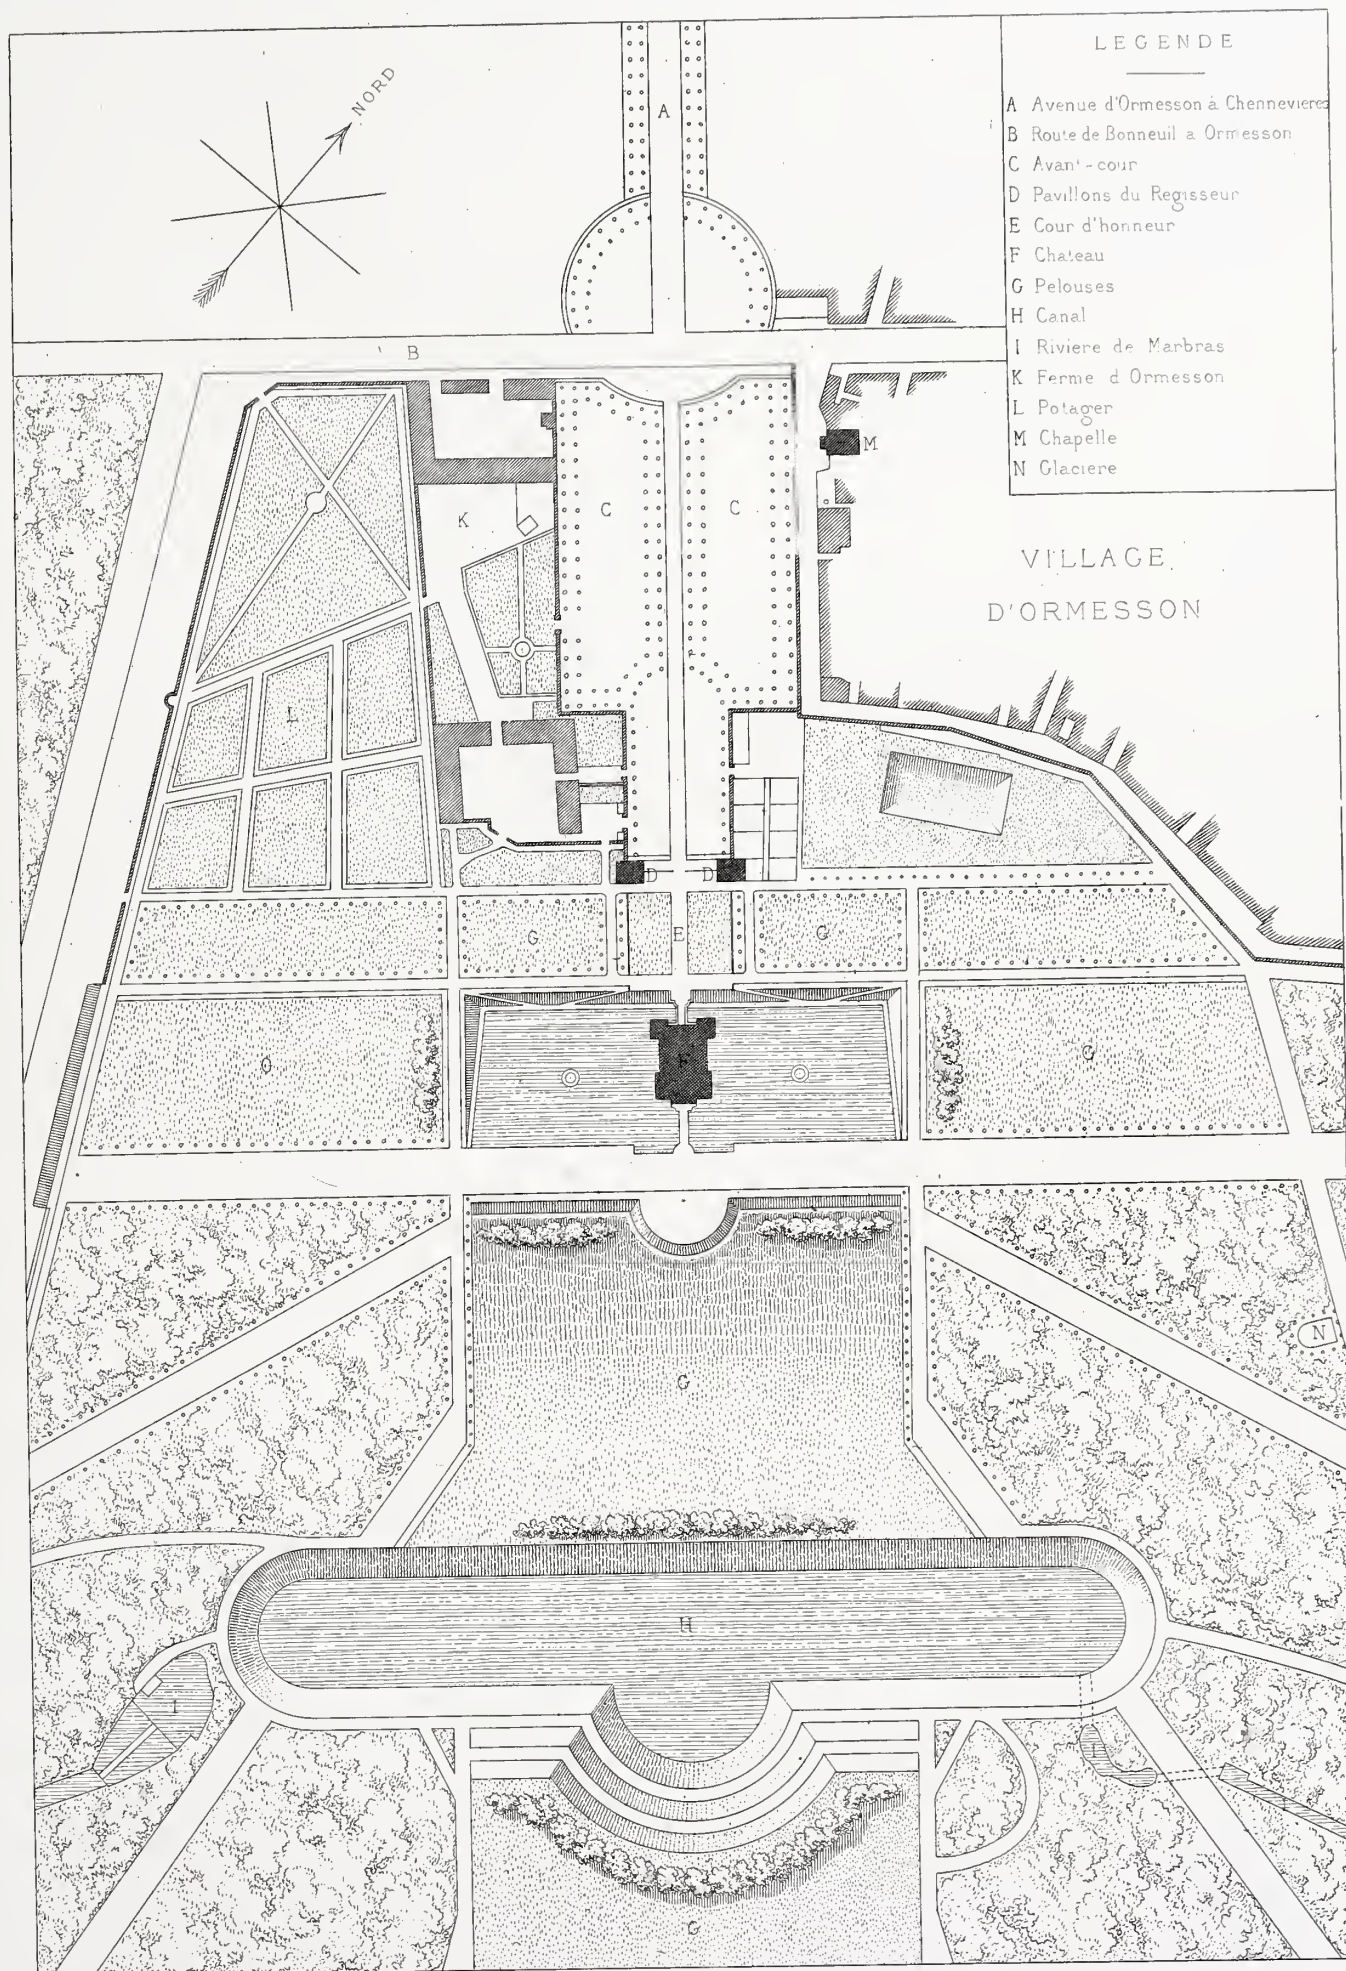 LEGENDE
A Avenue d'Ormesson à Chennevieres
B Route de Bonneuil a Ormesson
C Avant-cour
D Pavillons du Regisseur
E Cour d'honneur
F Chateau
G Pelouses
H Canal
I Riviere de Marbras
K Ferme d Ormesson
L Potager
M Chapelle
N Glaciere
NORD
A
B
M
K
C
C
VILLAGE
D'ORMESSON
L
D
D
G
E
G
O
F
G
N
G
H
I
I
G